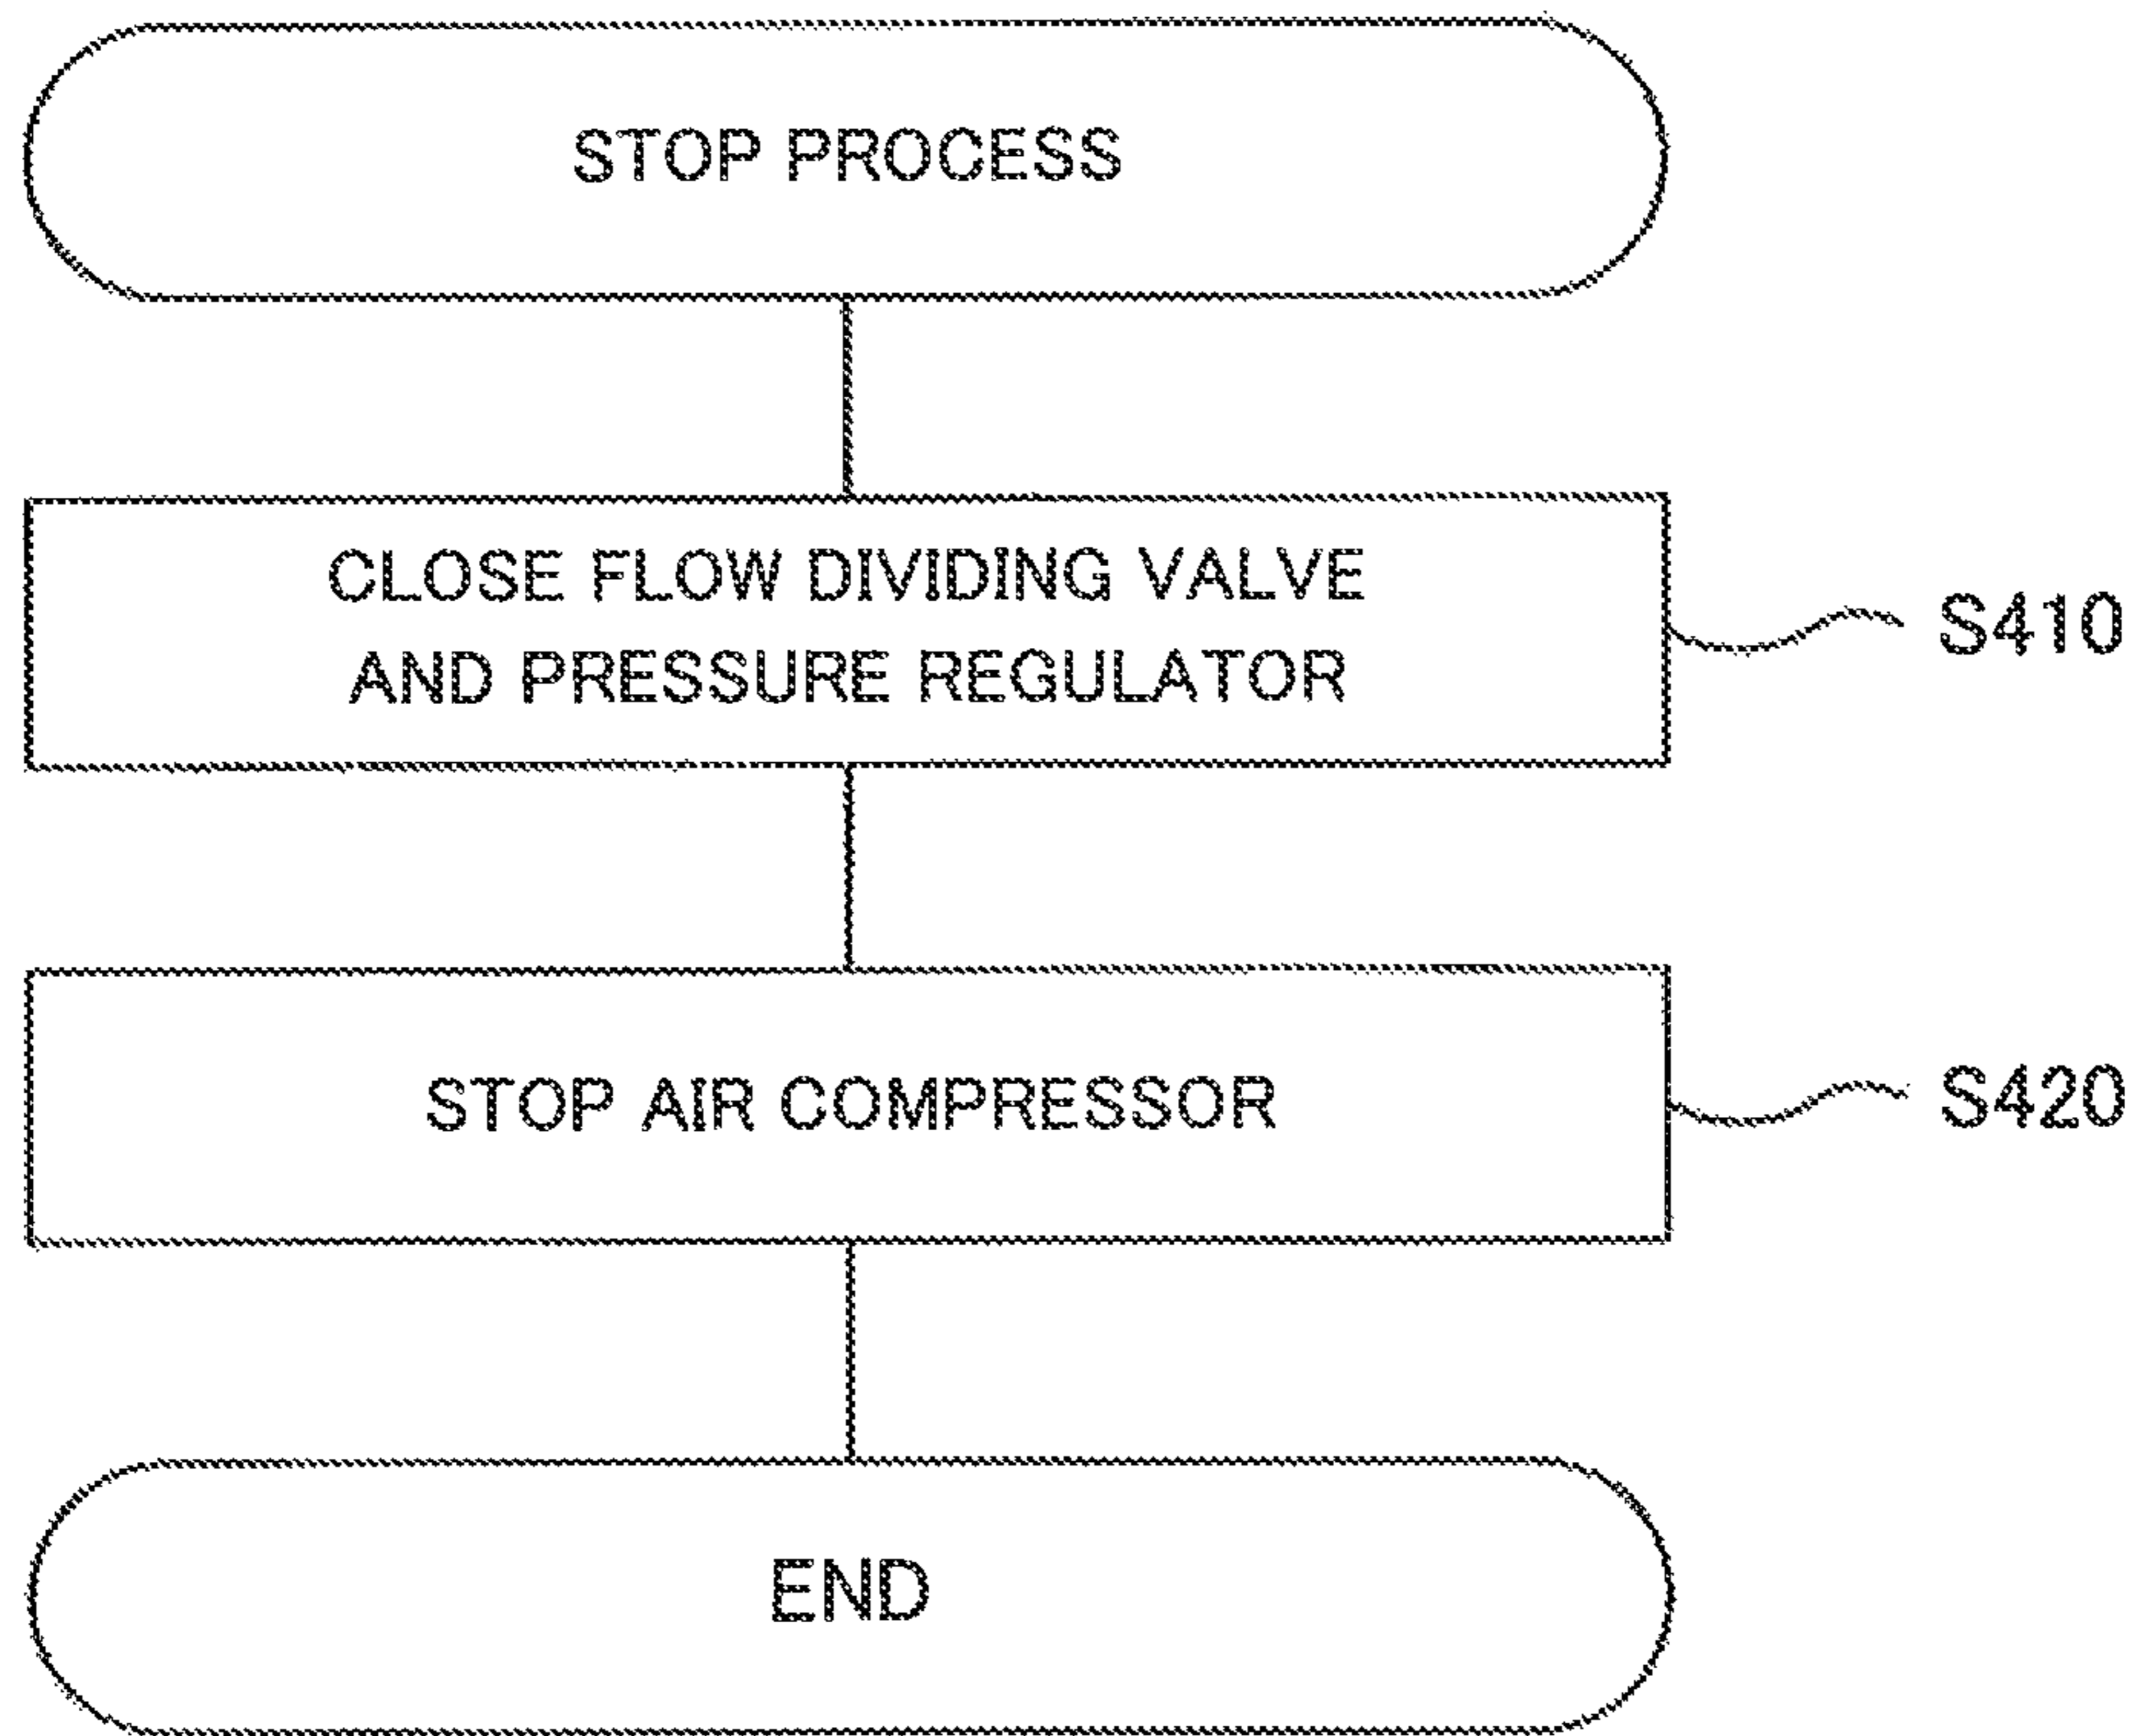 STOP PROCESS
CLOSE FLOW DIVIDING VALVE
AND PRESSURE REGULATOR
S410
STOP AIR COMPRESSOR
S420
END